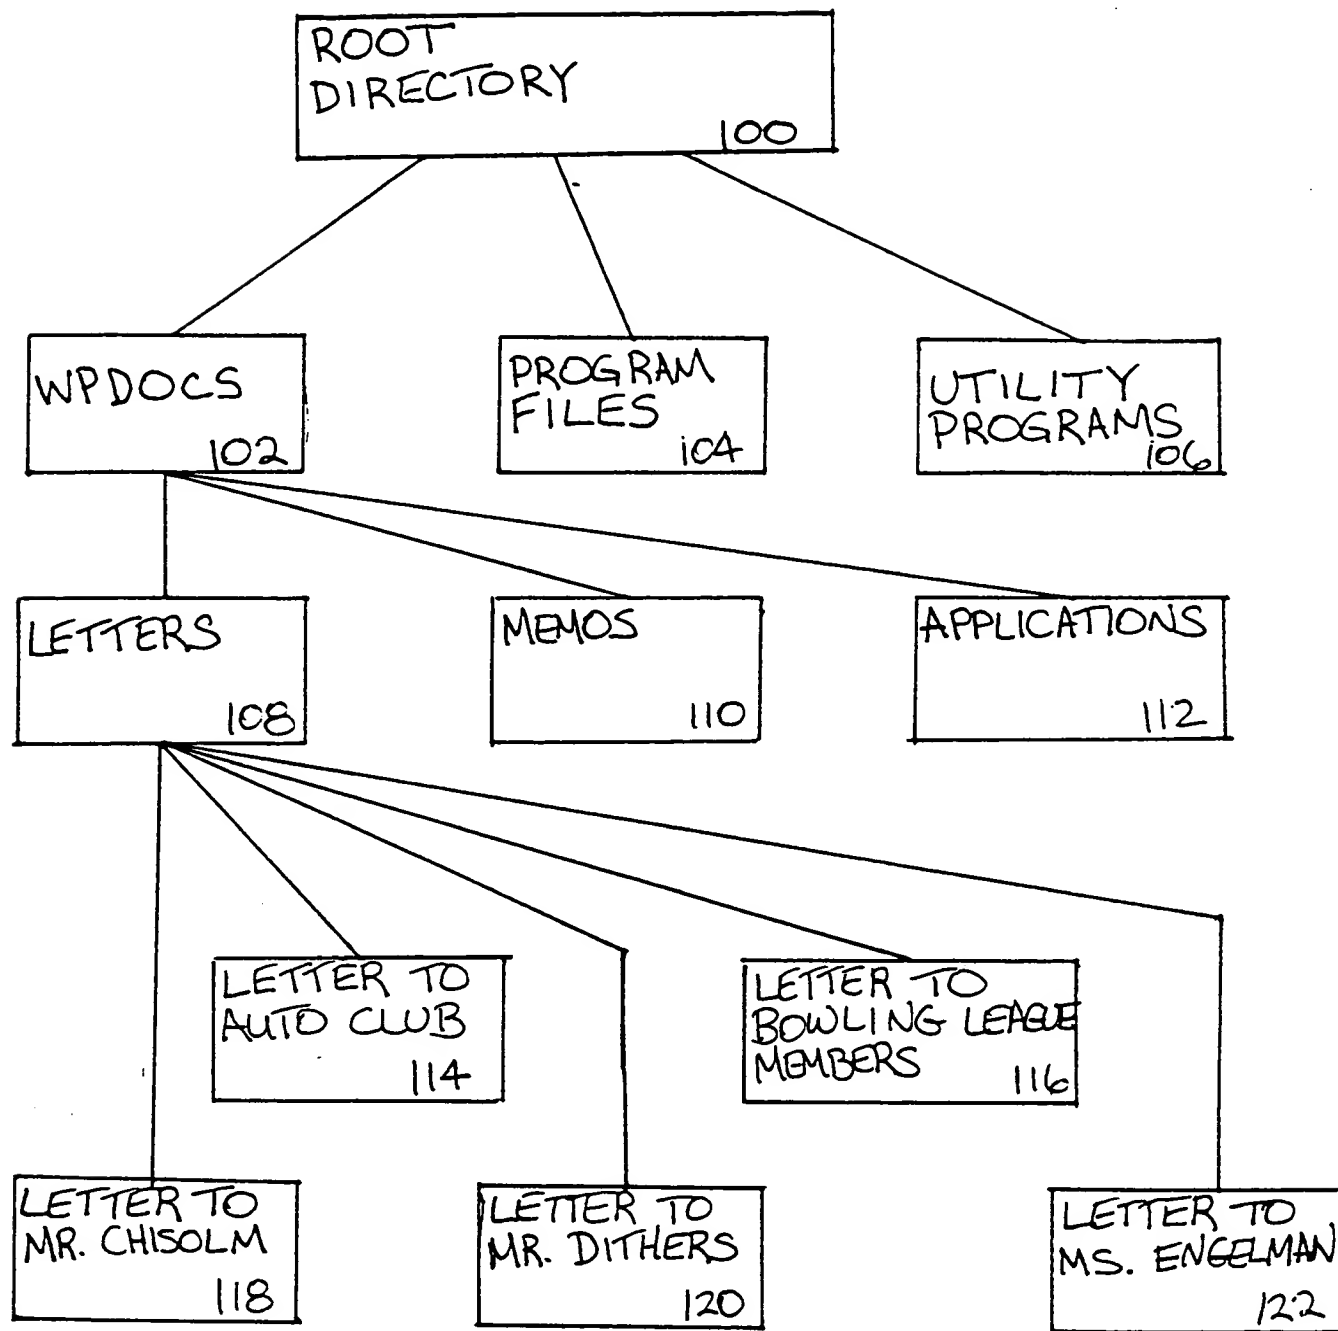 ROOT
DIRECTORY
100
WPDOCS
102
PROGRAM
FILES
104
UTILITY
PROGRAMS
106
LETTERS
108
MEMOS
110
APPLICATIONS
112
LETTER TO
AUTO CLUB
114
LETTER TO
BOWLING LEAGUE
MEMBERS
116
LETTER TO
MR. CHISOLM
118
LETTER TO
MR. DITHERS
120
LETTER TO
MS. ENGELMAN
122